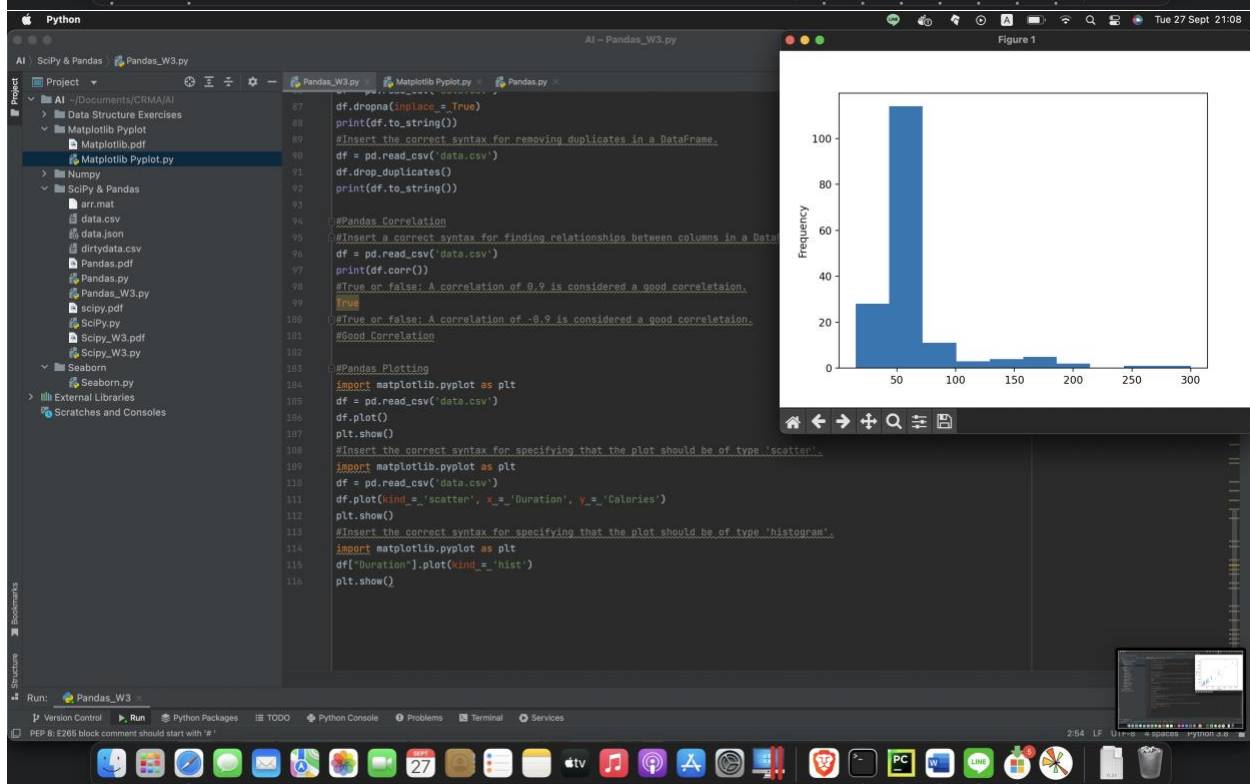 Python
Tue 27 Sept 21:08
AI – Pandas_W3.py
Figure 1
AI SciPy & Pandas Pandas_W3.py
Project
Pandas_W3.py Matplotlib Pyplot.py Pandas.py
AI ~/Documents/CRMA/AI
Data Structure Exercises
Matplotlib Pyplot
Matplotlib.pdf
Matplotlib Pyplot.py
Numpy
SciPy & Pandas
arr.mat
data.csv
data.json
dirtydata.csv
Pandas.pdf
Pandas.py
Pandas_W3.py
scipy.pdf
SciPy.py
Scipy_W3.pdf
Scipy_W3.py
Seaborn
Seaborn.py
External Libraries
Scratches and Consoles
87 df.dropna(inplace = True)
88 print(df.to_string())
89 #Insert the correct syntax for removing duplicates in a DataFrame.
90 df = pd.read_csv('data.csv')
91 df.drop_duplicates()
92 print(df.to_string())
93
94 #Pandas Correlation
95 #Insert a correct syntax for finding relationships between columns in a Data
96 df = pd.read_csv('data.csv')
97 print(df.corr())
98 #True or false: A correlation of 0.9 is considered a good correletaion.
99 True
100 #True or false: A correlation of -0.9 is considered a good correletaion.
101 #Good Correlation
102
103 #Pandas Plotting
104 import matplotlib.pyplot as plt
105 df = pd.read_csv('data.csv')
106 df.plot()
107 plt.show()
108 #Insert the correct syntax for specifying that the plot should be of type 'scatter'.
109 import matplotlib.pyplot as plt
110 df = pd.read_csv('data.csv')
111 df.plot(kind = 'scatter', x = 'Duration', y = 'Calories')
112 plt.show()
113 #Insert the correct syntax for specifying that the plot should be of type 'histogram'.
114 import matplotlib.pyplot as plt
115 df["Duration"].plot(kind = 'hist')
116 plt.show()
Frequency
100
80
60
40
20
0
50 100 150 200 250 300
Bookmarks
Structure
Run: Pandas_W3
Version Control Run Python Packages TODO Python Console Problems Terminal Services
PEP 8: E265 block comment should start with '# '
2:54 LF UTF-8 4 spaces Python 3.8
SEPT
27
tv
PC
W
LINE
5